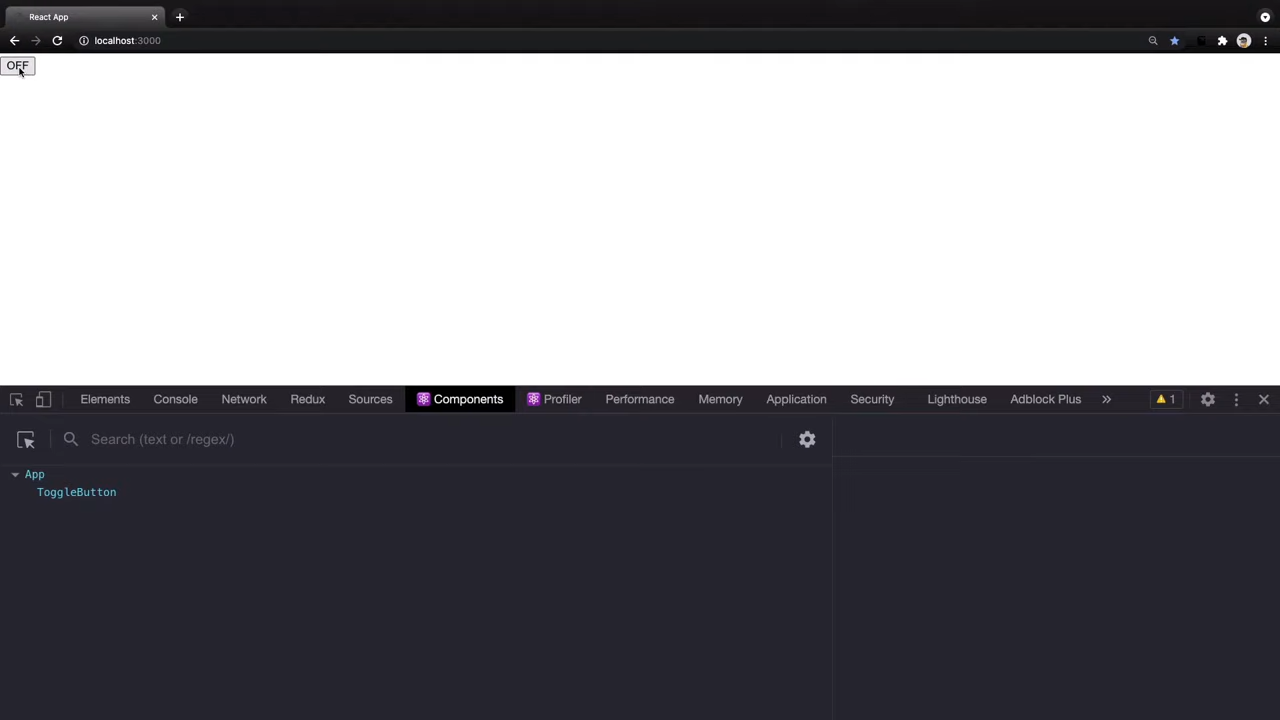 React App
localhost:3000
OFF
Elements Console Network Redux Sources Components Profiler Performance Memory Application Security Lighthouse Adblock Plus » 1
Search (text or /regex/)
App
ToggleButton